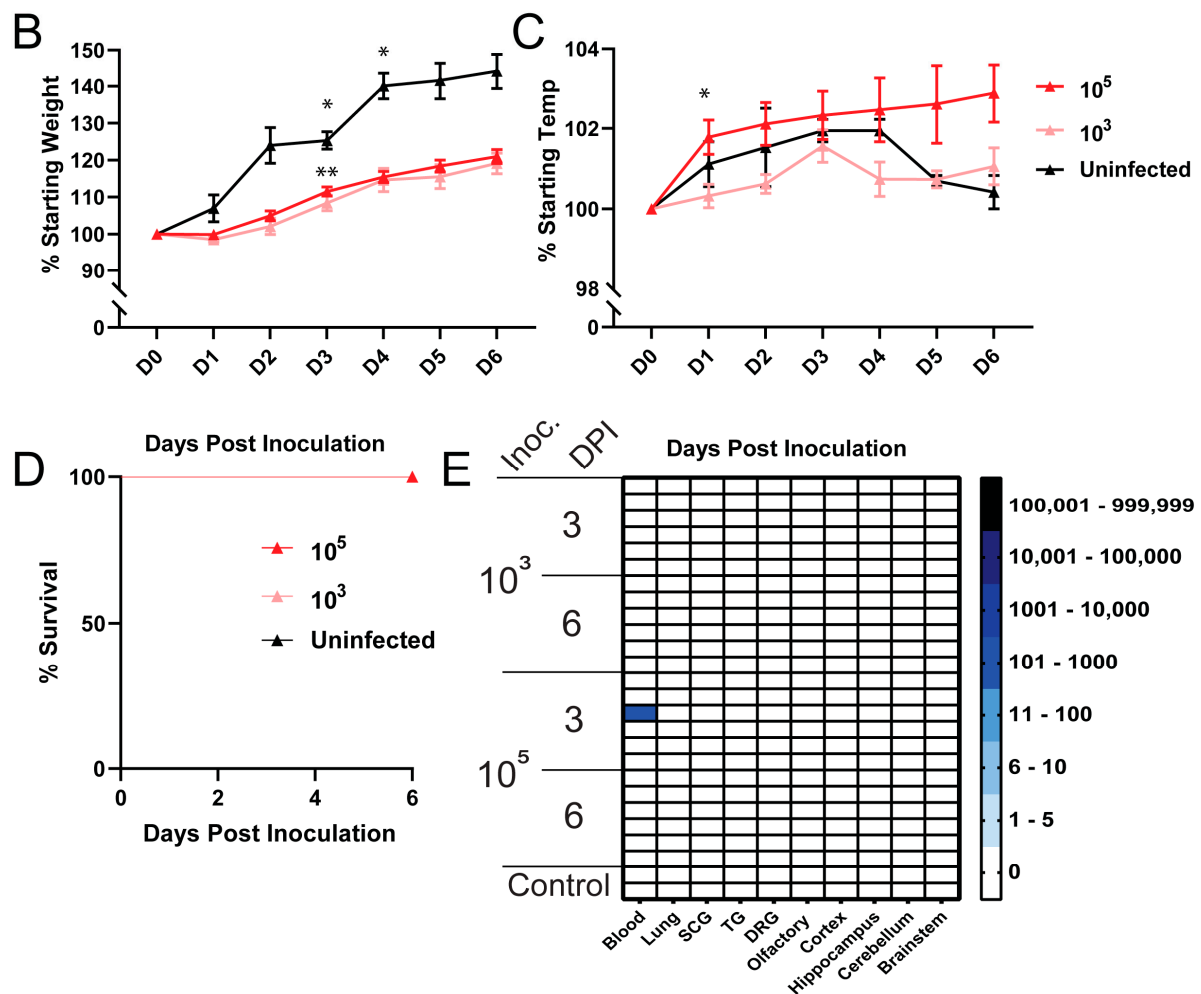 B
150
140
130
120
110
100
90
0
% Starting Weight
*
*
**
D0 D1 D2 D3 D4 D5 D6
Days Post Inoculation
C
104
102
100
98
0
% Starting Temp
*
D0 D1 D2 D3 D4 D5 D6
Days Post Inoculation
10⁵
10³
Uninfected
D
100
50
0
% Survival
10⁵
10³
Uninfected
0 2 4 6
Days Post Inoculation
E
Inoc. DPI
3
10³
6
3
10⁵
6
Control
Blood Lung SCG TG DRG Olfactory Cortex Hippocampus Cerebellum Brainstem
100,001 - 999,999
10,001 - 100,000
1001 - 10,000
101 - 1000
11 - 100
6 - 10
1 - 5
0